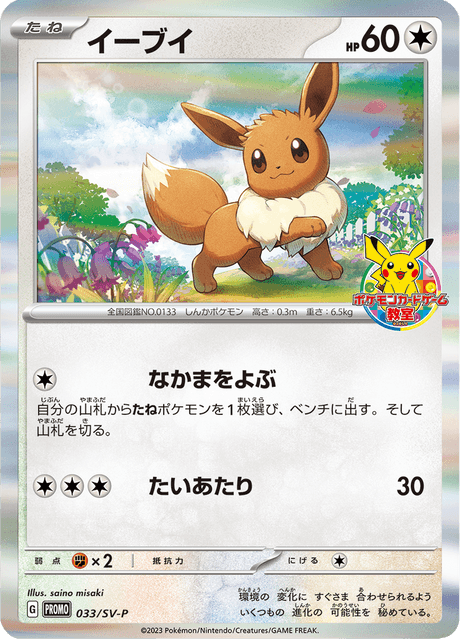 たね イーブイ HP60
全国図鑑NO.0133 しんかポケモン 高さ:0.3m 重さ:6.5kg
ポケモンカードゲーム
教室
なかまをよぶ
自分の山札からたねポケモンを1枚選び、ベンチに出す。そして
山札を切る。
たいあたり 30
弱点 ×2 抵抗力 にげる
Illus. saino misaki
環境の 変化に すぐさま 合わせられるよう
いくつもの 進化の 可能性を 秘めている。
G PROMO 033/SV-P
©2023 Pokémon/Nintendo/Creatures/GAME FREAK.